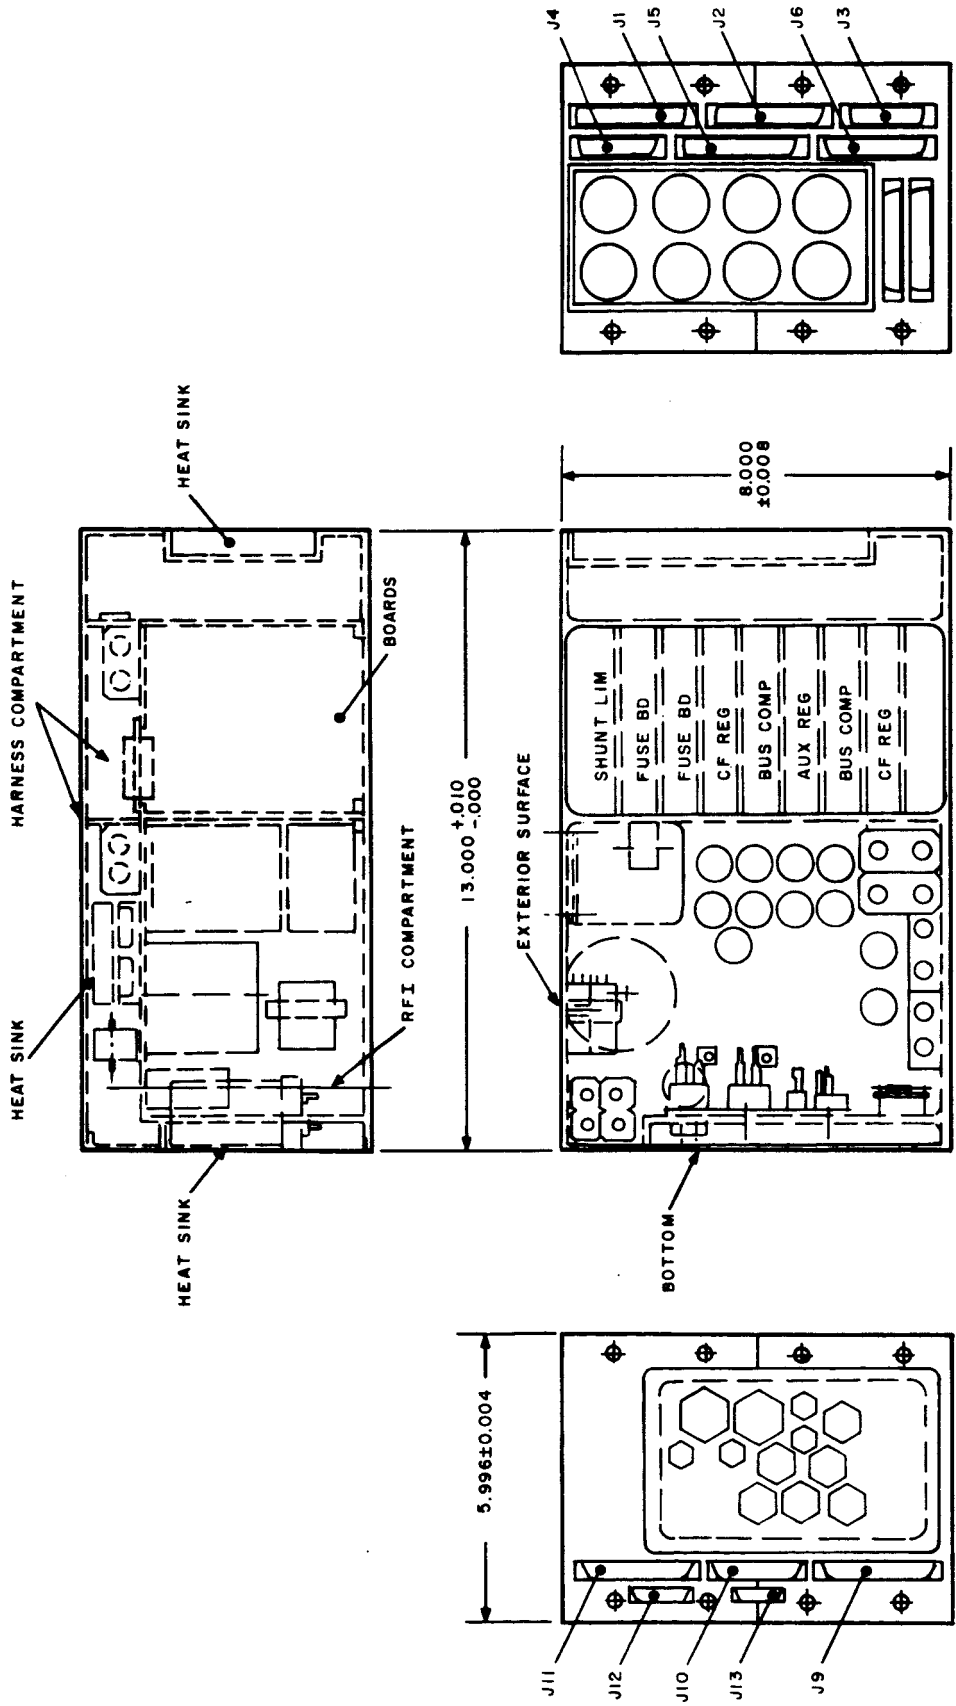 J4
J1
J5
J2
J6
J3
HEAT SINK
HARNESS COMPARTMENT
BOARDS
HEAT SINK
HEAT SINK
RFI COMPARTMENT
13.000 +.010
-.000
8.000
±0.008
EXTERIOR SURFACE
SHUNT LIM
FUSE BD
FUSE BD
CF REG
BUS COMP
AUX REG
BUS COMP
CF REG
BOTTOM
5.996±0.004
J11
J12
J10
J13
J9